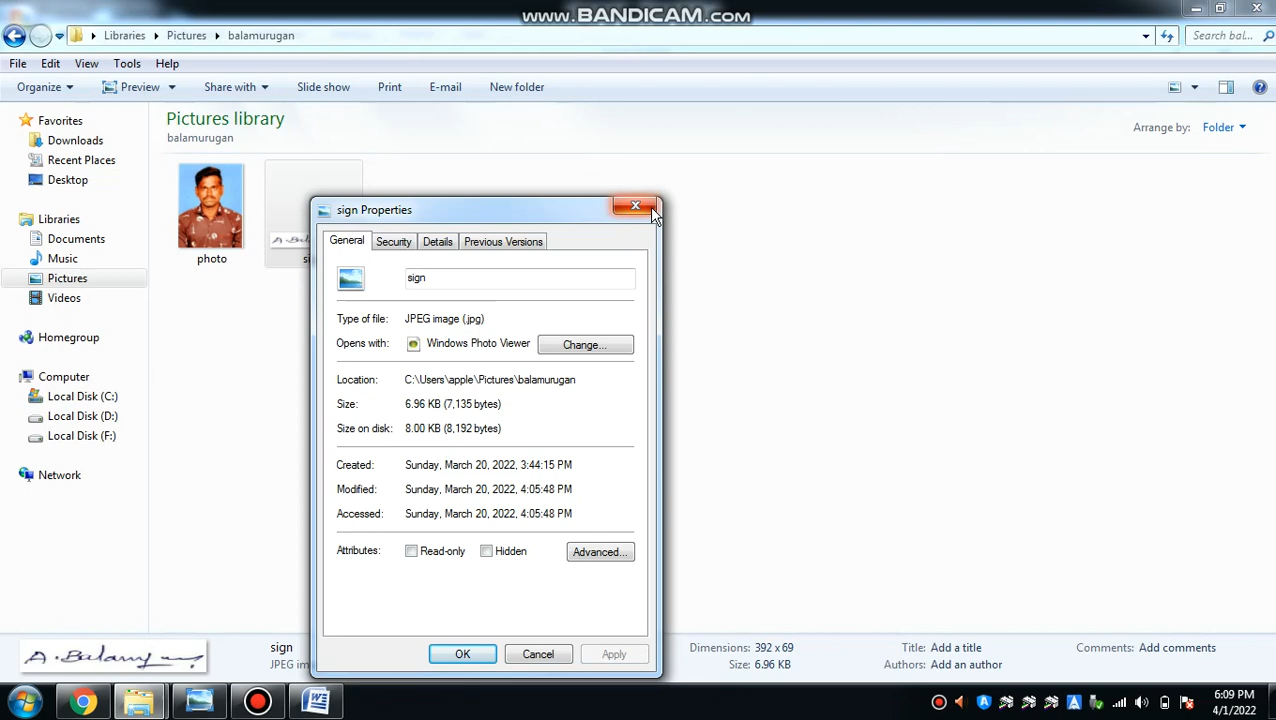 www.BANDICAM.com
Libraries Pictures balamurugan Search bal...
File Edit View Tools Help
Organize Preview Share with Slide show Print E-mail New folder
Favorites
Downloads
Recent Places
Desktop
Libraries
Documents
Music
Pictures
Videos
Homegroup
Computer
Local Disk (C:)
Local Disk (D:)
Local Disk (F:)
Network
Pictures library
balamurugan
Arrange by: Folder
photo
sign Properties
General Security Details Previous Versions
sign
Type of file: JPEG image (.jpg)
Opens with: Windows Photo Viewer Change...
Location: C:\Users\apple\Pictures\balamurugan
Size: 6.96 KB (7,135 bytes)
Size on disk: 8.00 KB (8,192 bytes)
Created: Sunday, March 20, 2022, 3:44:15 PM
Modified: Sunday, March 20, 2022, 4:05:48 PM
Accessed: Sunday, March 20, 2022, 4:05:48 PM
Attributes: Read-only Hidden Advanced...
OK Cancel Apply
sign Dimensions: 392 x 69 Title: Add a title Comments: Add comments
JPEG im Size: 6.96 KB Authors: Add an author
6:09 PM
4/1/2022